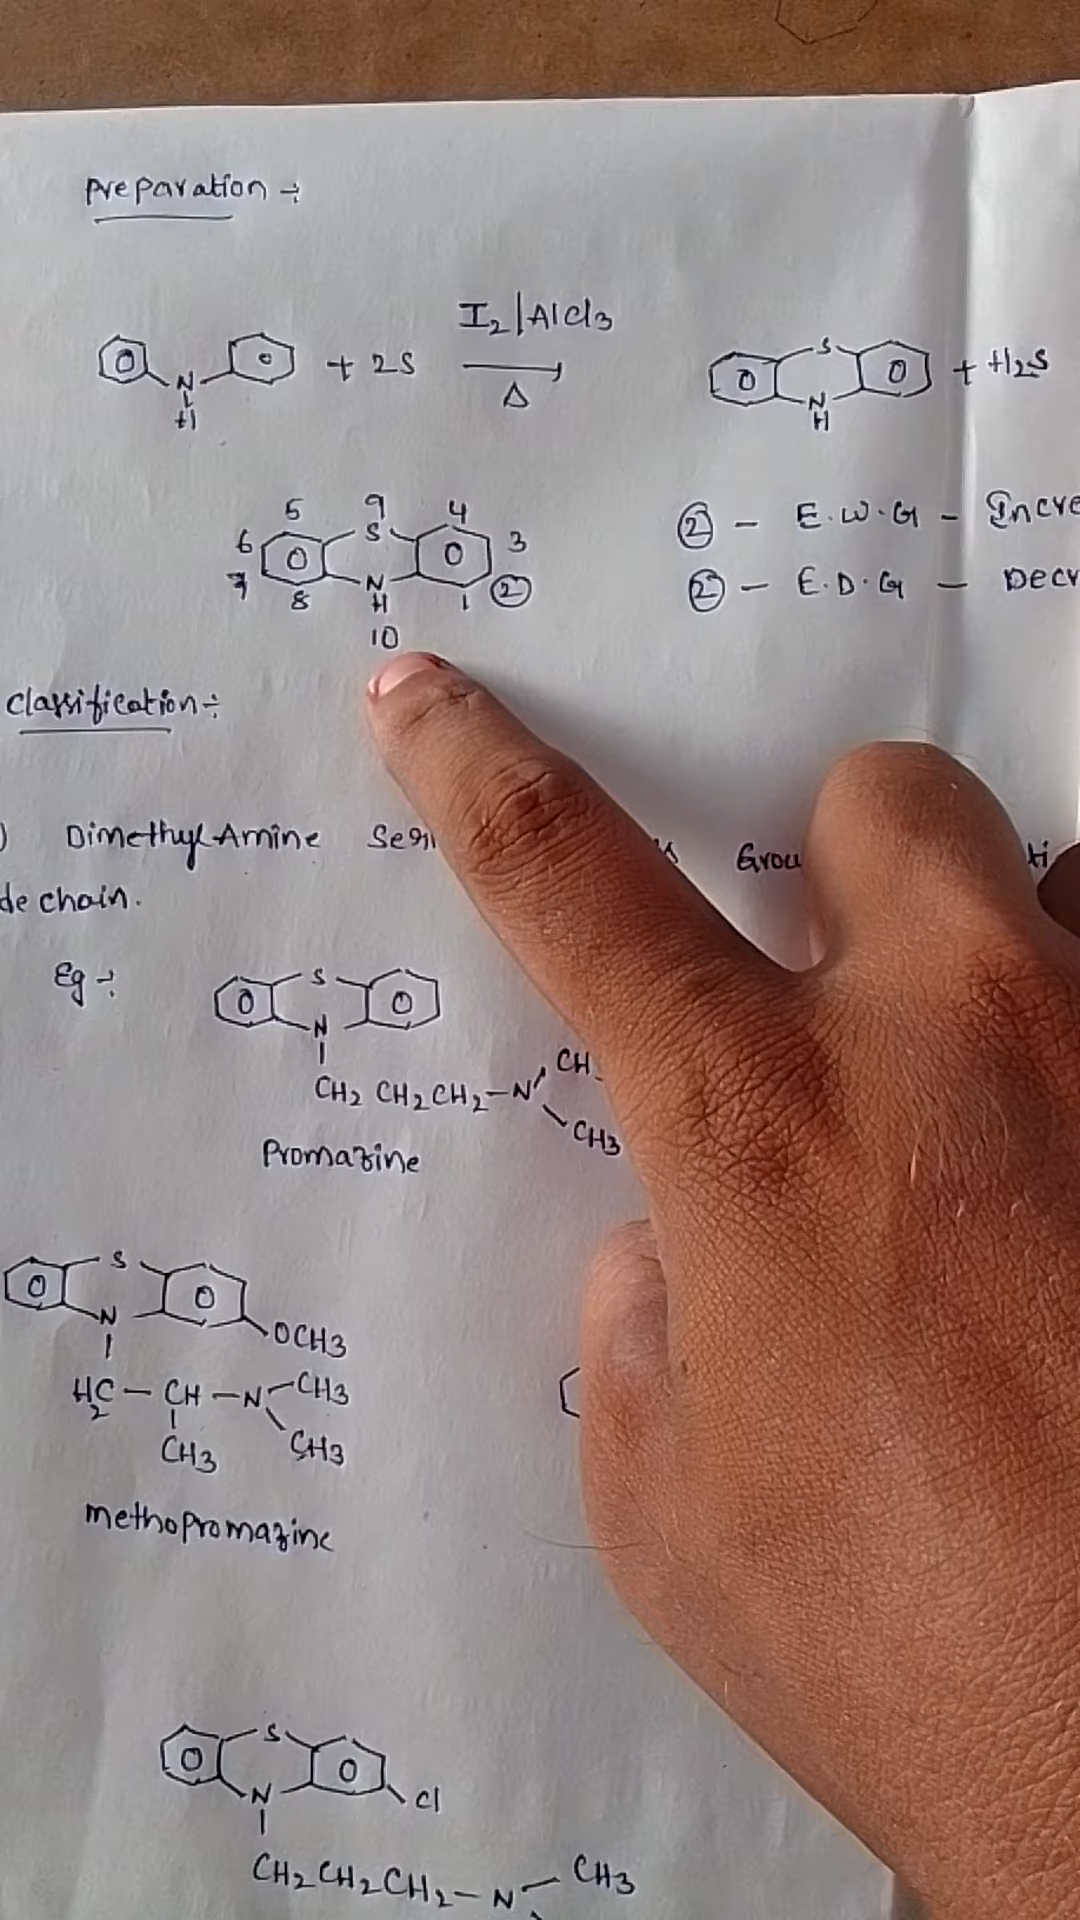 Preparation :-
I2/AlCl3
N
H
+ 2S
Δ
S
N
H
+ H2S
5 9 4
6 S 3
7 N 2
8 H 1
10
② - E.W.G - Incre
② - E.D.G - Decr
Classification :-
) Dimethyl Amine Seri
Grou
de chain.
Eg :-
S
N
CH2 CH2 CH2 - N
CH
CH3
Promazine
S
N
OCH3
H2C - CH - N - CH3
CH3 CH3
methopromazine
S
N
Cl
CH2 CH2 CH2 - N - CH3